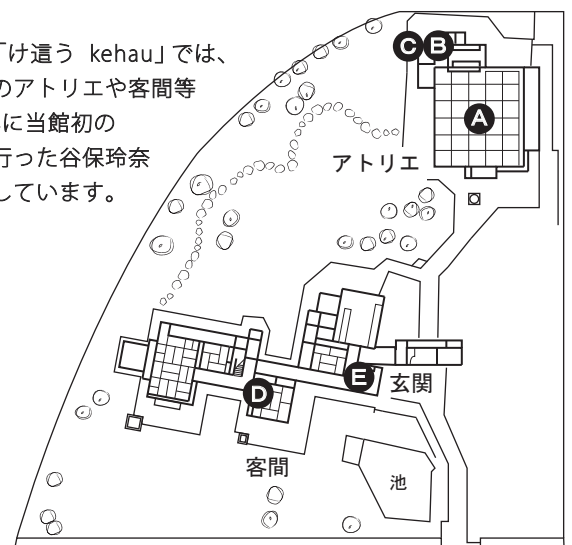 「け遣う kehau」では、
のアトリエや客間等
に当館初の
行った谷保玲奈
しています。
C B
A
アトリエ
E
玄関
D
客間
池